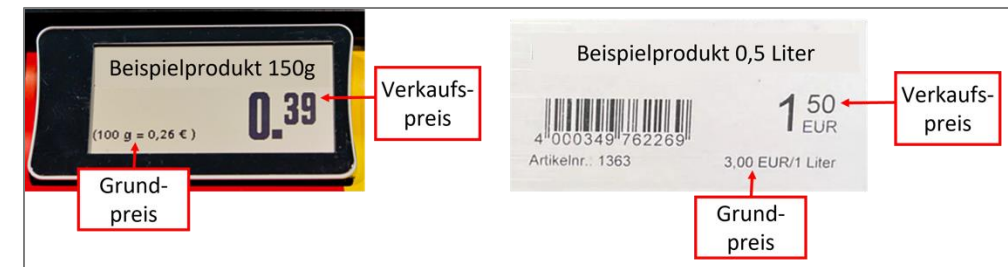 Beispielprodukt 150g
0.39
(100 g = 0,26 € )
Verkaufs-
preis
Grund-
preis
Beispielprodukt 0,5 Liter
1 50
EUR
4 000349 762269
Artikelnr.: 1363
3,00 EUR/1 Liter
Verkaufs-
preis
Grund-
preis